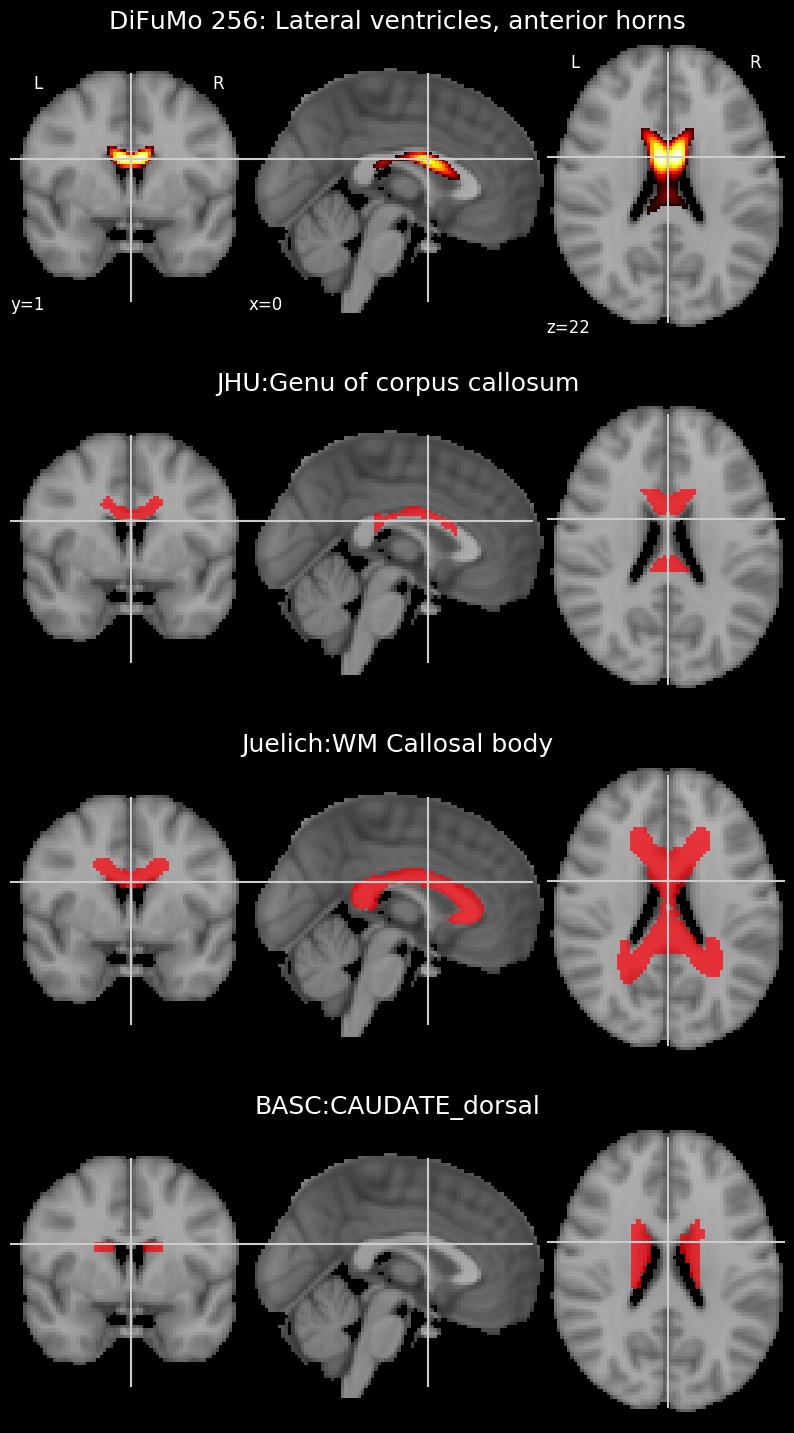 DiFuMo 256: Lateral ventricles, anterior horns
L R L R
y=1 x=0 z=22
JHU:Genu of corpus callosum
Juelich:WM Callosal body
BASC:CAUDATE_dorsal